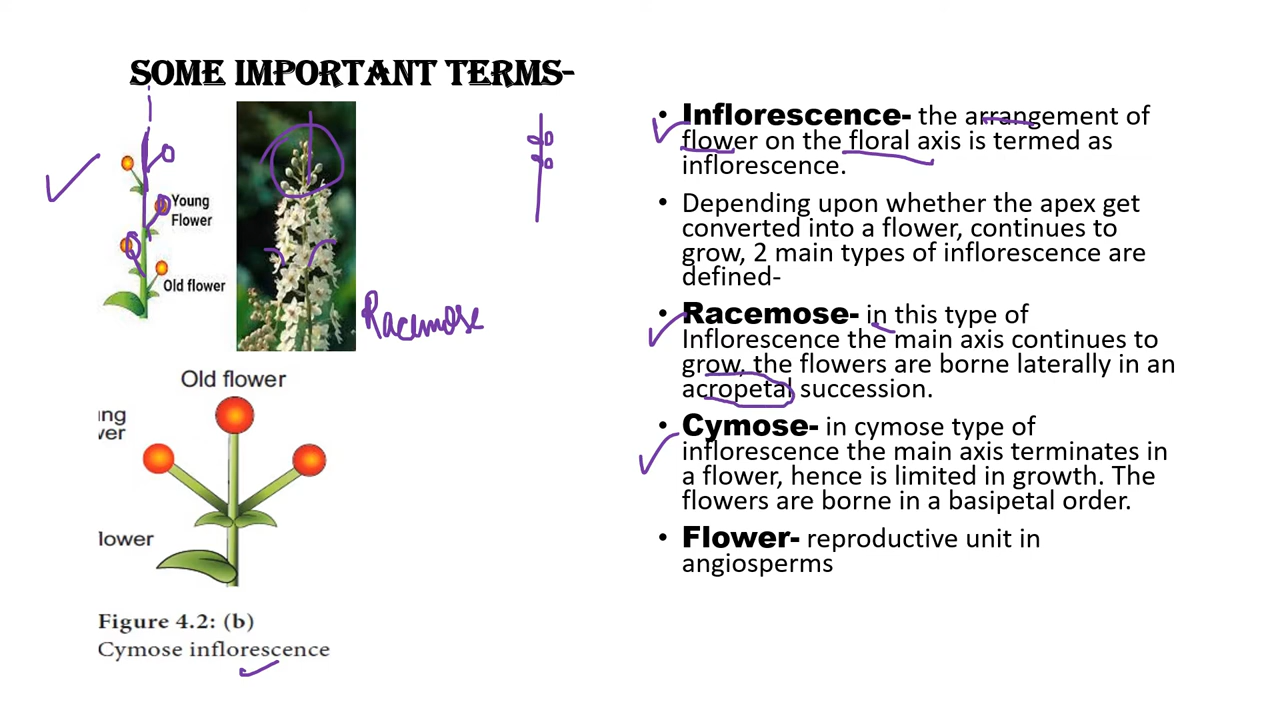 SOME IMPORTANT TERMS-
Young
Flower
Old flower
Racemose
Old flower
ung
wer
lower
Figure 4.2: (b)
Cymose inflorescence
• Inflorescence- the arrangement of
flower on the floral axis is termed as
inflorescence.
• Depending upon whether the apex get
converted into a flower, continues to
grow, 2 main types of inflorescence are
defined-
• Racemose- in this type of
Inflorescence the main axis continues to
grow, the flowers are borne laterally in an
acropetal succession.
• Cymose- in cymose type of
inflorescence the main axis terminates in
a flower, hence is limited in growth. The
flowers are borne in a basipetal order.
• Flower- reproductive unit in
angiosperms